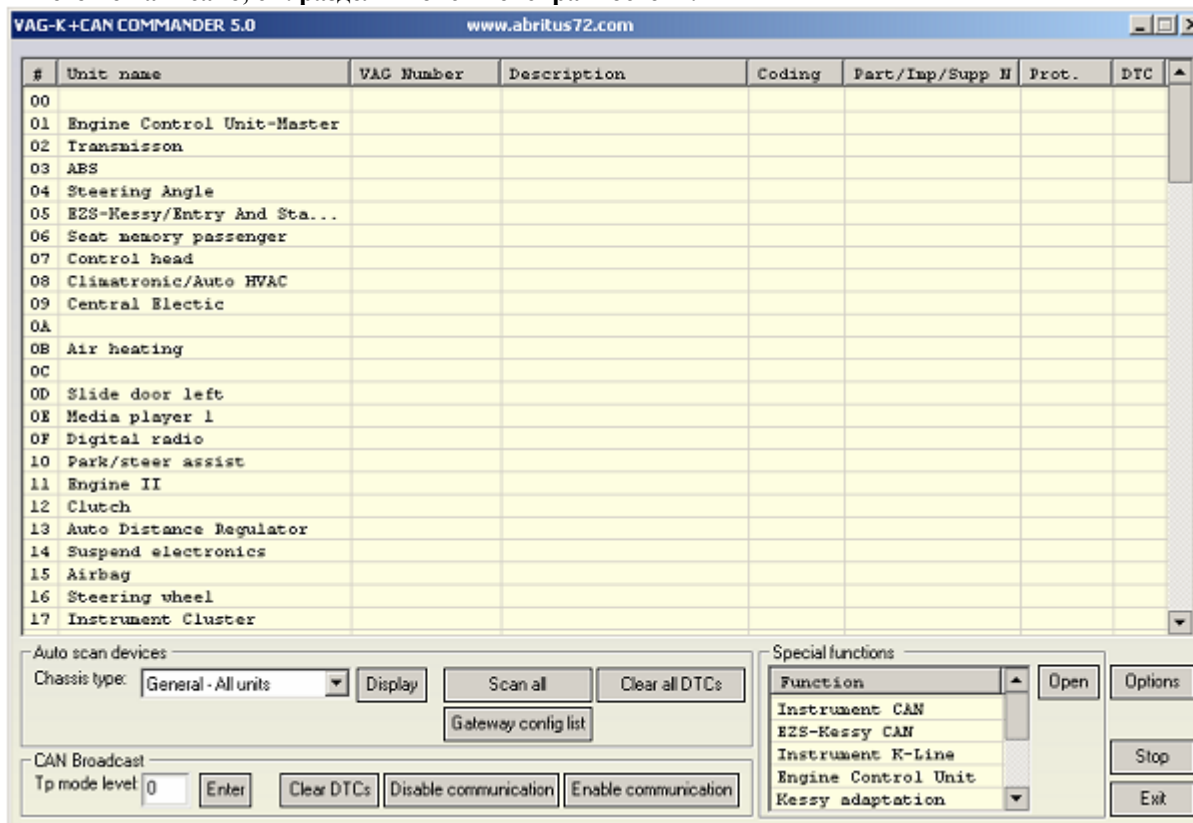 VAG-K+CAN COMMANDER 5.0 www.abritus72.com
# Unit name VAG Number Description Coding Part/Imp/Supp N Prot. DTC
00
01 Engine Control Unit-Master
02 Transmisson
03 ABS
04 Steering Angle
05 EZS-Kessy/Entry And Sta...
06 Seat memory passenger
07 Control head
08 Climatronic/Auto HVAC
09 Central Electic
0A
0B Air heating
0C
0D Slide door left
0E Media player 1
0F Digital radio
10 Park/steer assist
11 Engine II
12 Clutch
13 Auto Distance Regulator
14 Suspend electronics
15 Airbag
16 Steering wheel
17 Instrument Cluster
Auto scan devices
Chassis type: General - All units Display Scan all Clear all DTCs
Gateway config list
CAN Broadcast
Tp mode level: 0 Enter Clear DTCs Disable communication Enable communication
Special functions
Function
Instrument CAN
EZS-Kessy CAN
Instrument K-Line
Engine Control Unit
Kessy adaptation
Open
Options
Stop
Exit